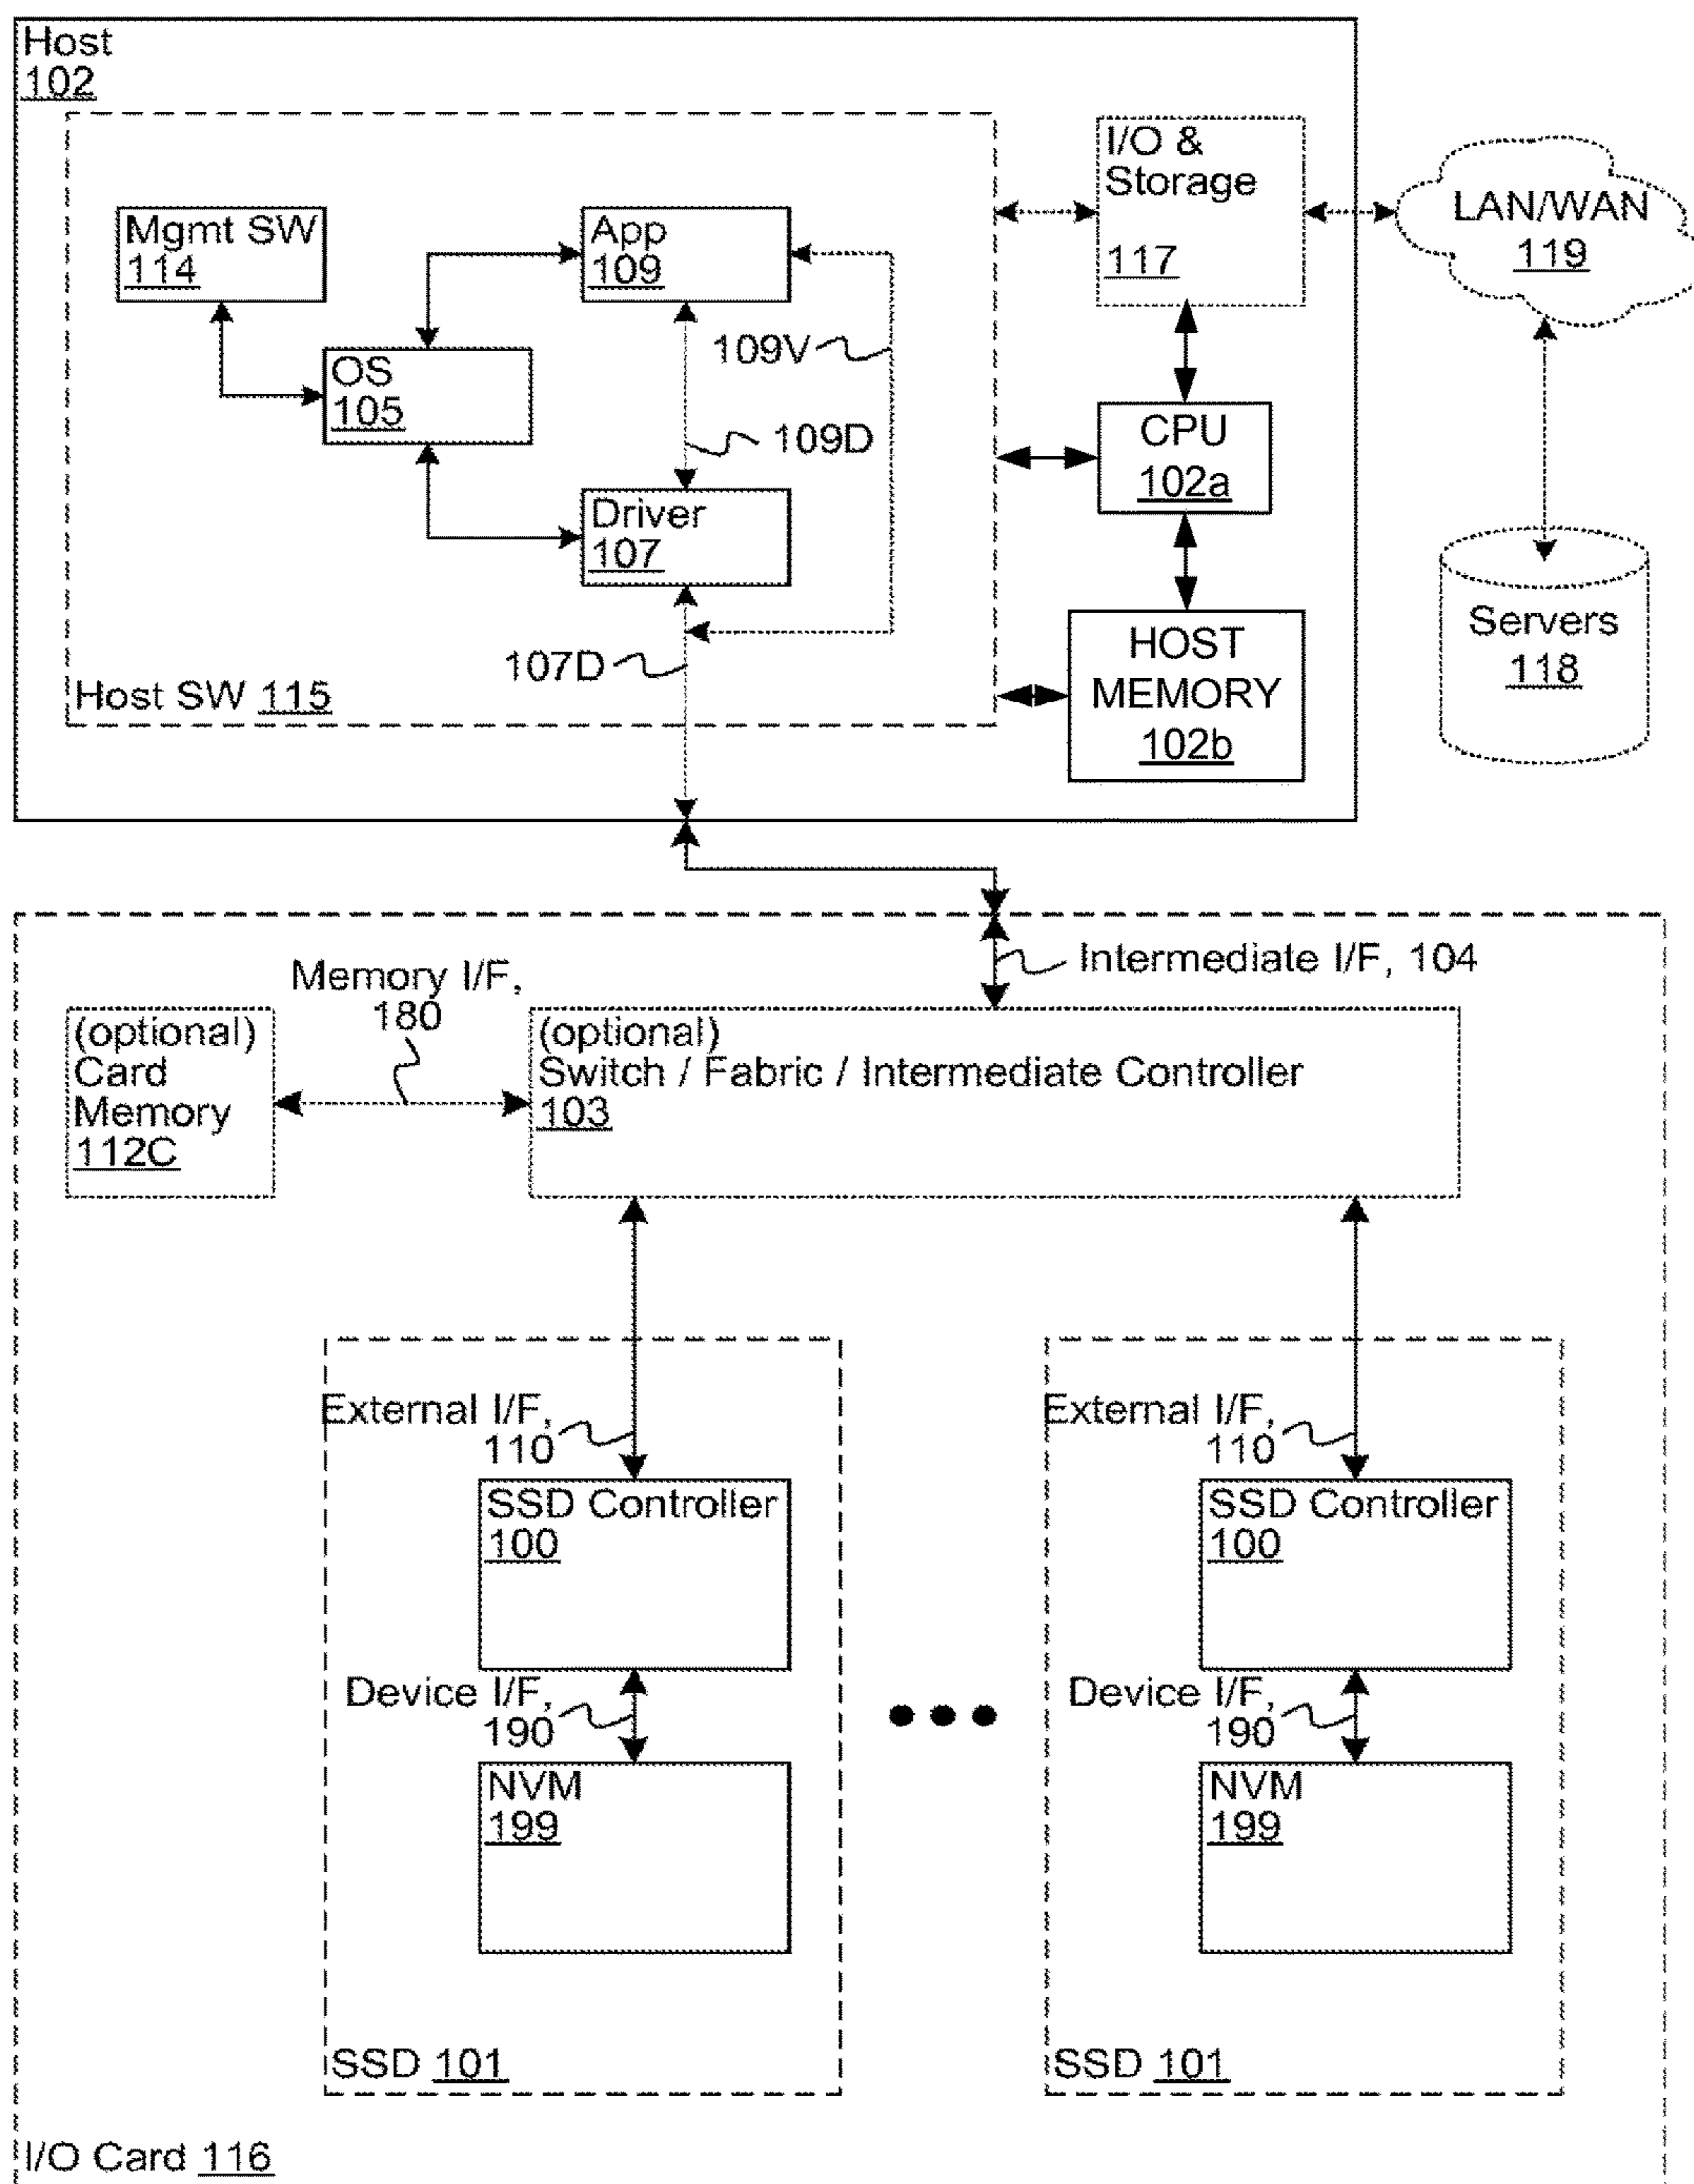 Host
102
I/O &
Storage
117
LAN/WAN
119
Mgmt SW
114
App
109
109V
OS
105
109D
CPU
102a
Driver
107
Servers
118
HOST
MEMORY
102b
107D
Host SW 115
Intermediate I/F, 104
Memory I/F,
180
(optional)
Card
Memory
112C
(optional)
Switch / Fabric / Intermediate Controller
103
External I/F,
110
External I/F,
110
SSD Controller
100
SSD Controller
100
Device I/F,
190
Device I/F,
190
NVM
199
NVM
199
SSD 101
SSD 101
I/O Card 116